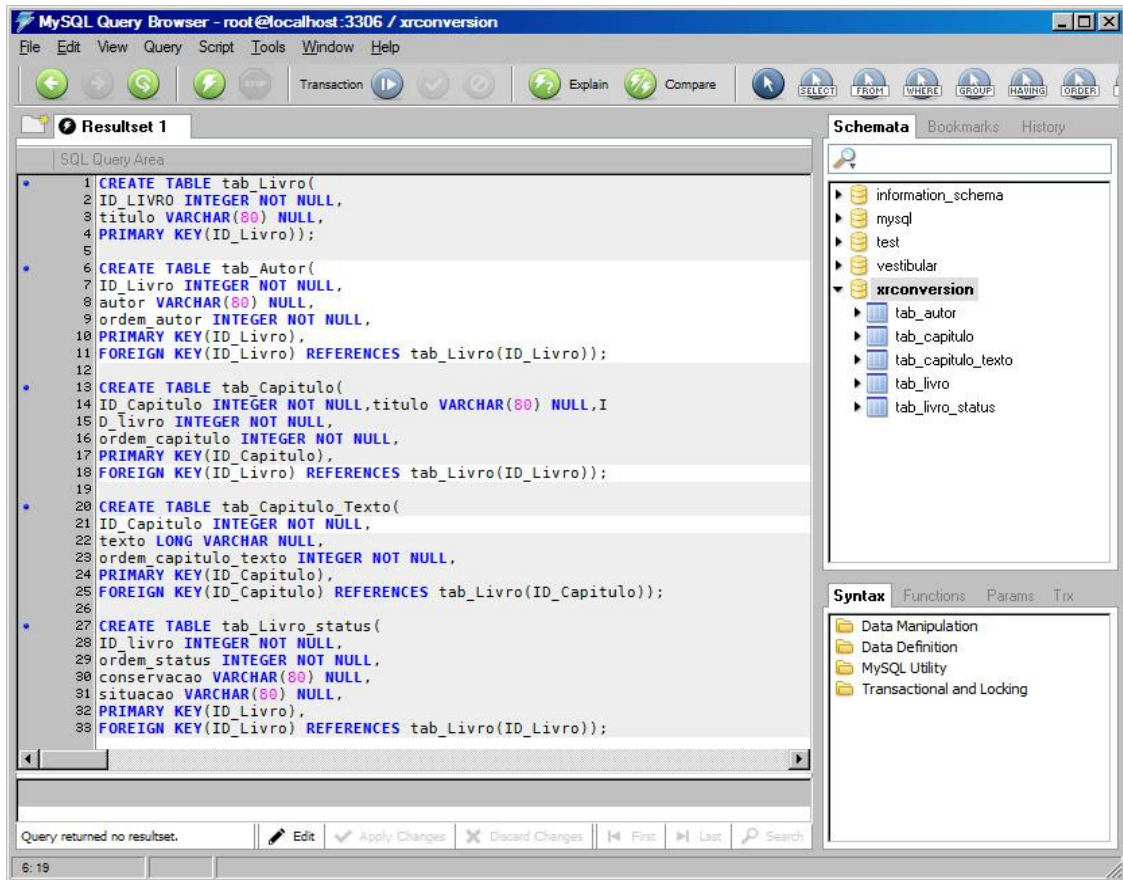 MySQL Query Browser - root@localhost:3306 / xrconversion
File Edit View Query Script Tools Window Help
Transaction Explain Compare SELECT FROM WHERE GROUP HAVING ORDER
Resultset 1
SQL Query Area
1 CREATE TABLE tab_Livro(
2 ID_LIVRO INTEGER NOT NULL,
3 titulo VARCHAR(80) NULL,
4 PRIMARY KEY(ID_Livro));
5
6 CREATE TABLE tab_Autor(
7 ID_Livro INTEGER NOT NULL,
8 autor VARCHAR(80) NULL,
9 ordem_autor INTEGER NOT NULL,
10 PRIMARY KEY(ID_Livro),
11 FOREIGN KEY(ID_Livro) REFERENCES tab_Livro(ID_Livro));
12
13 CREATE TABLE tab_Capitulo(
14 ID_Capitulo INTEGER NOT NULL,titulo VARCHAR(80) NULL,I
15 D_livro INTEGER NOT NULL,
16 ordem_capitulo INTEGER NOT NULL,
17 PRIMARY KEY(ID_Capitulo),
18 FOREIGN KEY(ID_Livro) REFERENCES tab_Livro(ID_Livro));
19
20 CREATE TABLE tab_Capitulo_Texto(
21 ID_Capitulo INTEGER NOT NULL,
22 texto LONG VARCHAR NULL,
23 ordem_capitulo_texto INTEGER NOT NULL,
24 PRIMARY KEY(ID_Capitulo),
25 FOREIGN KEY(ID_Capitulo) REFERENCES tab_Livro(ID_Capitulo));
26
27 CREATE TABLE tab_Livro_status(
28 ID_livro INTEGER NOT NULL,
29 ordem_status INTEGER NOT NULL,
30 conservacao VARCHAR(80) NULL,
31 situacao VARCHAR(80) NULL,
32 PRIMARY KEY(ID_Livro),
33 FOREIGN KEY(ID_Livro) REFERENCES tab_Livro(ID_Livro));
Query returned no resultset. Edit Apply Changes Discard Changes First Last Search
6: 19
Schemata Bookmarks History
information_schema
mysql
test
vestibular
xrconversion
tab_autor
tab_capitulo
tab_capitulo_texto
tab_livro
tab_livro_status
Syntax Functions Params Trx
Data Manipulation
Data Definition
MySQL Utility
Transactional and Locking